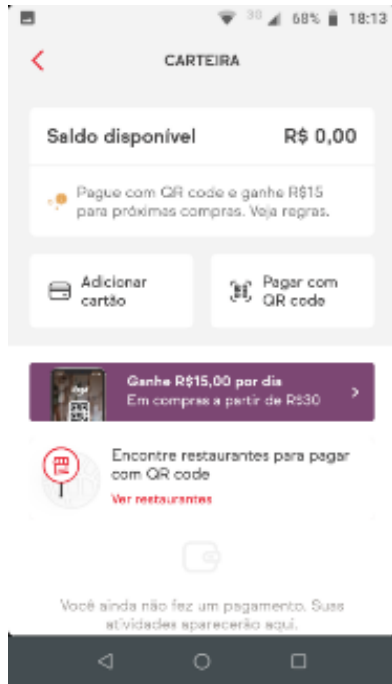 3G 68% 18:13
CARTEIRA
Saldo disponível R$ 0,00
Pague com QR code e ganhe R$15
para próximas compras. Veja regras.
Adicionar
cartão
Pagar com
QR code
Ganhe R$15,00 por dia
Em compras a partir de R$30
Encontre restaurantes para pagar
com QR code
Ver restaurantes
Você ainda não fez um pagamento. Suas
atividades aparecerão aqui.